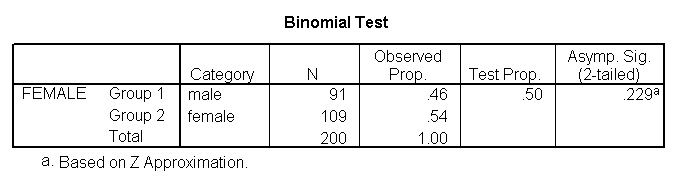 Binomial Test
Category N Observed Prop. Test Prop. Asymp. Sig. (2-tailed)
FEMALE Group 1 male 91 .46 .50 .229a
Group 2 female 109 .54
Total 200 1.00
a. Based on Z Approximation.